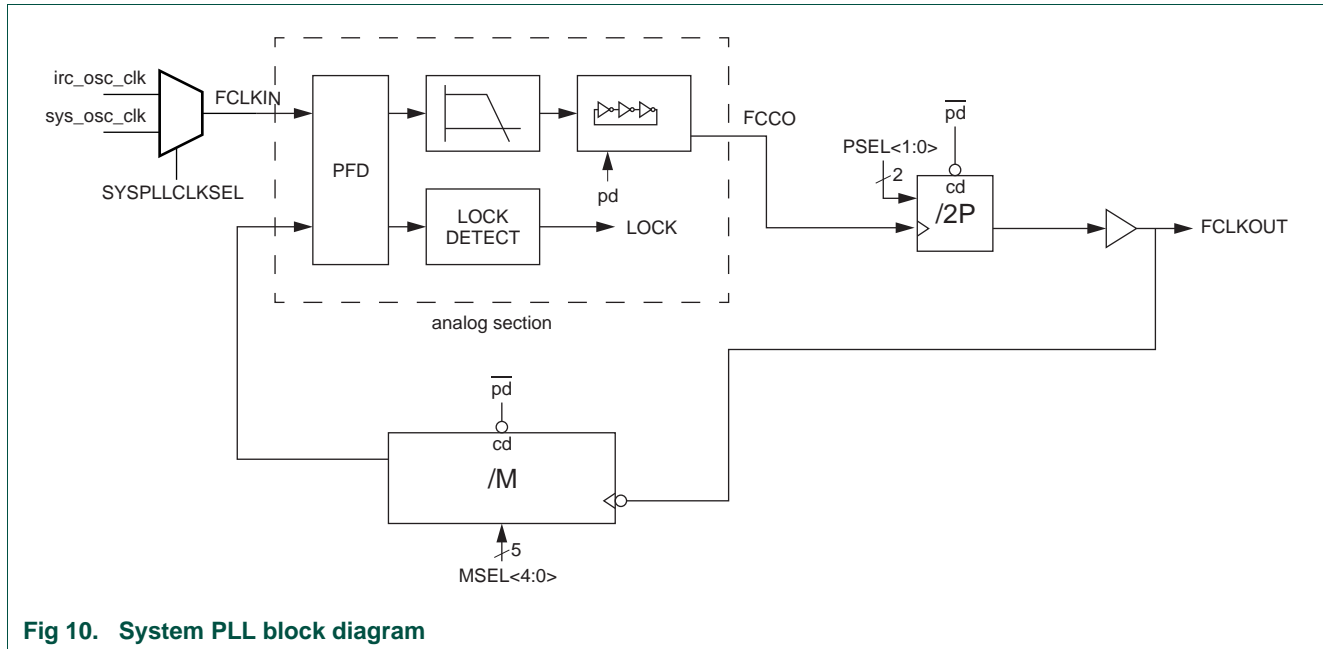 irc_osc_clk
sys_osc_clk
FCLKIN
SYSPLLCLKSEL
PFD
LOCK
DETECT
LOCK
pd
FCCO
analog section
PSEL<1:0>
2
pd
cd
/2P
FCLKOUT
pd
cd
/M
5
MSEL<4:0>
Fig 10. System PLL block diagram